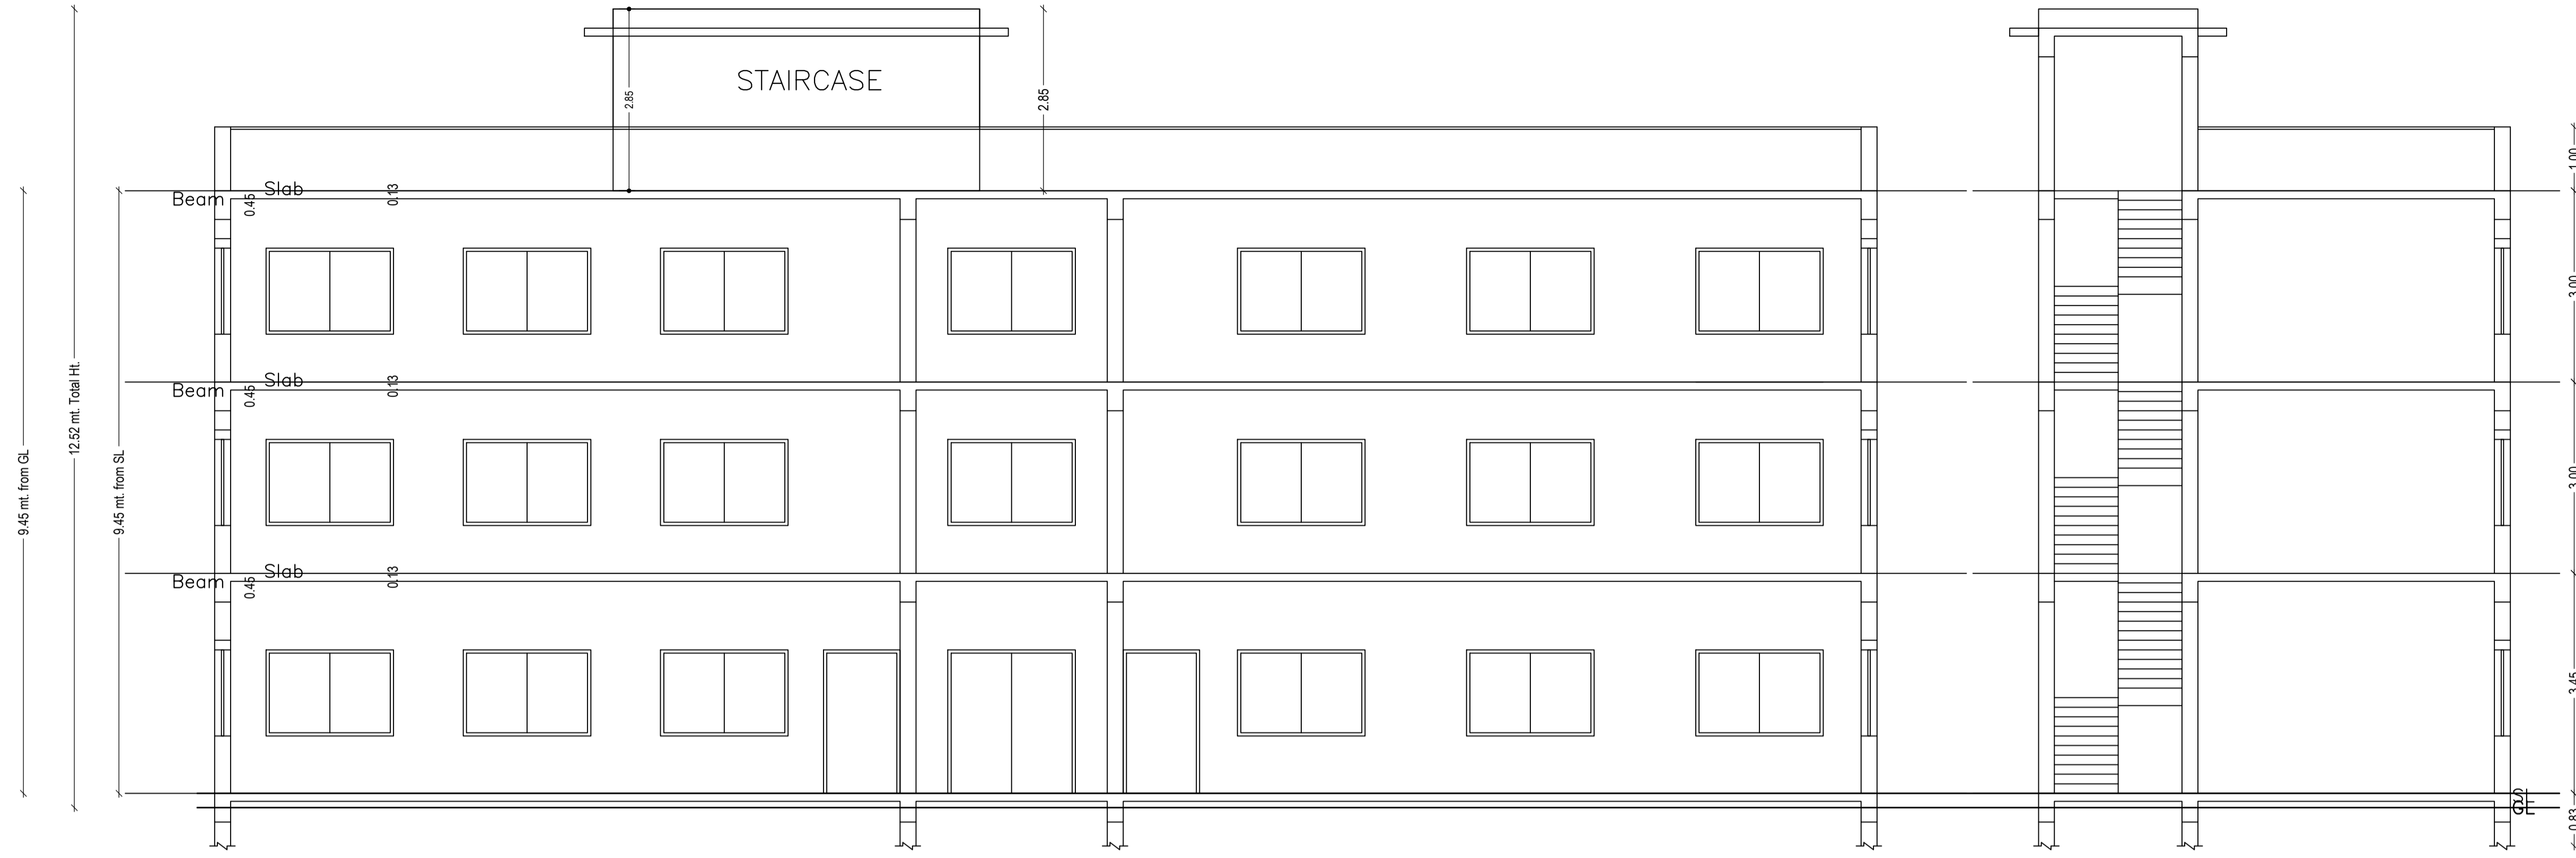 STAIRCASE
2.85
2.85
1.00
Slab
0.13
Beam
0.45
3.00
12.52 mt. Total Ht.
Slab
0.13
Beam
0.45
9.45 mt. from GL
9.45 mt. from SL
3.00
Slab
0.13
Beam
0.45
3.45
SL
GL
0.83